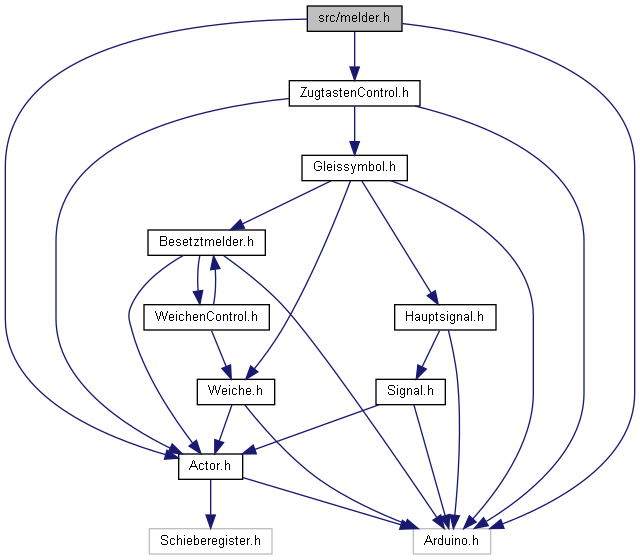 src/melder.h
ZugtastenControl.h
Gleissymbol.h
Besetztmelder.h
WeichenControl.h
Hauptsignal.h
Weiche.h
Signal.h
Actor.h
Schieberegister.h
Arduino.h